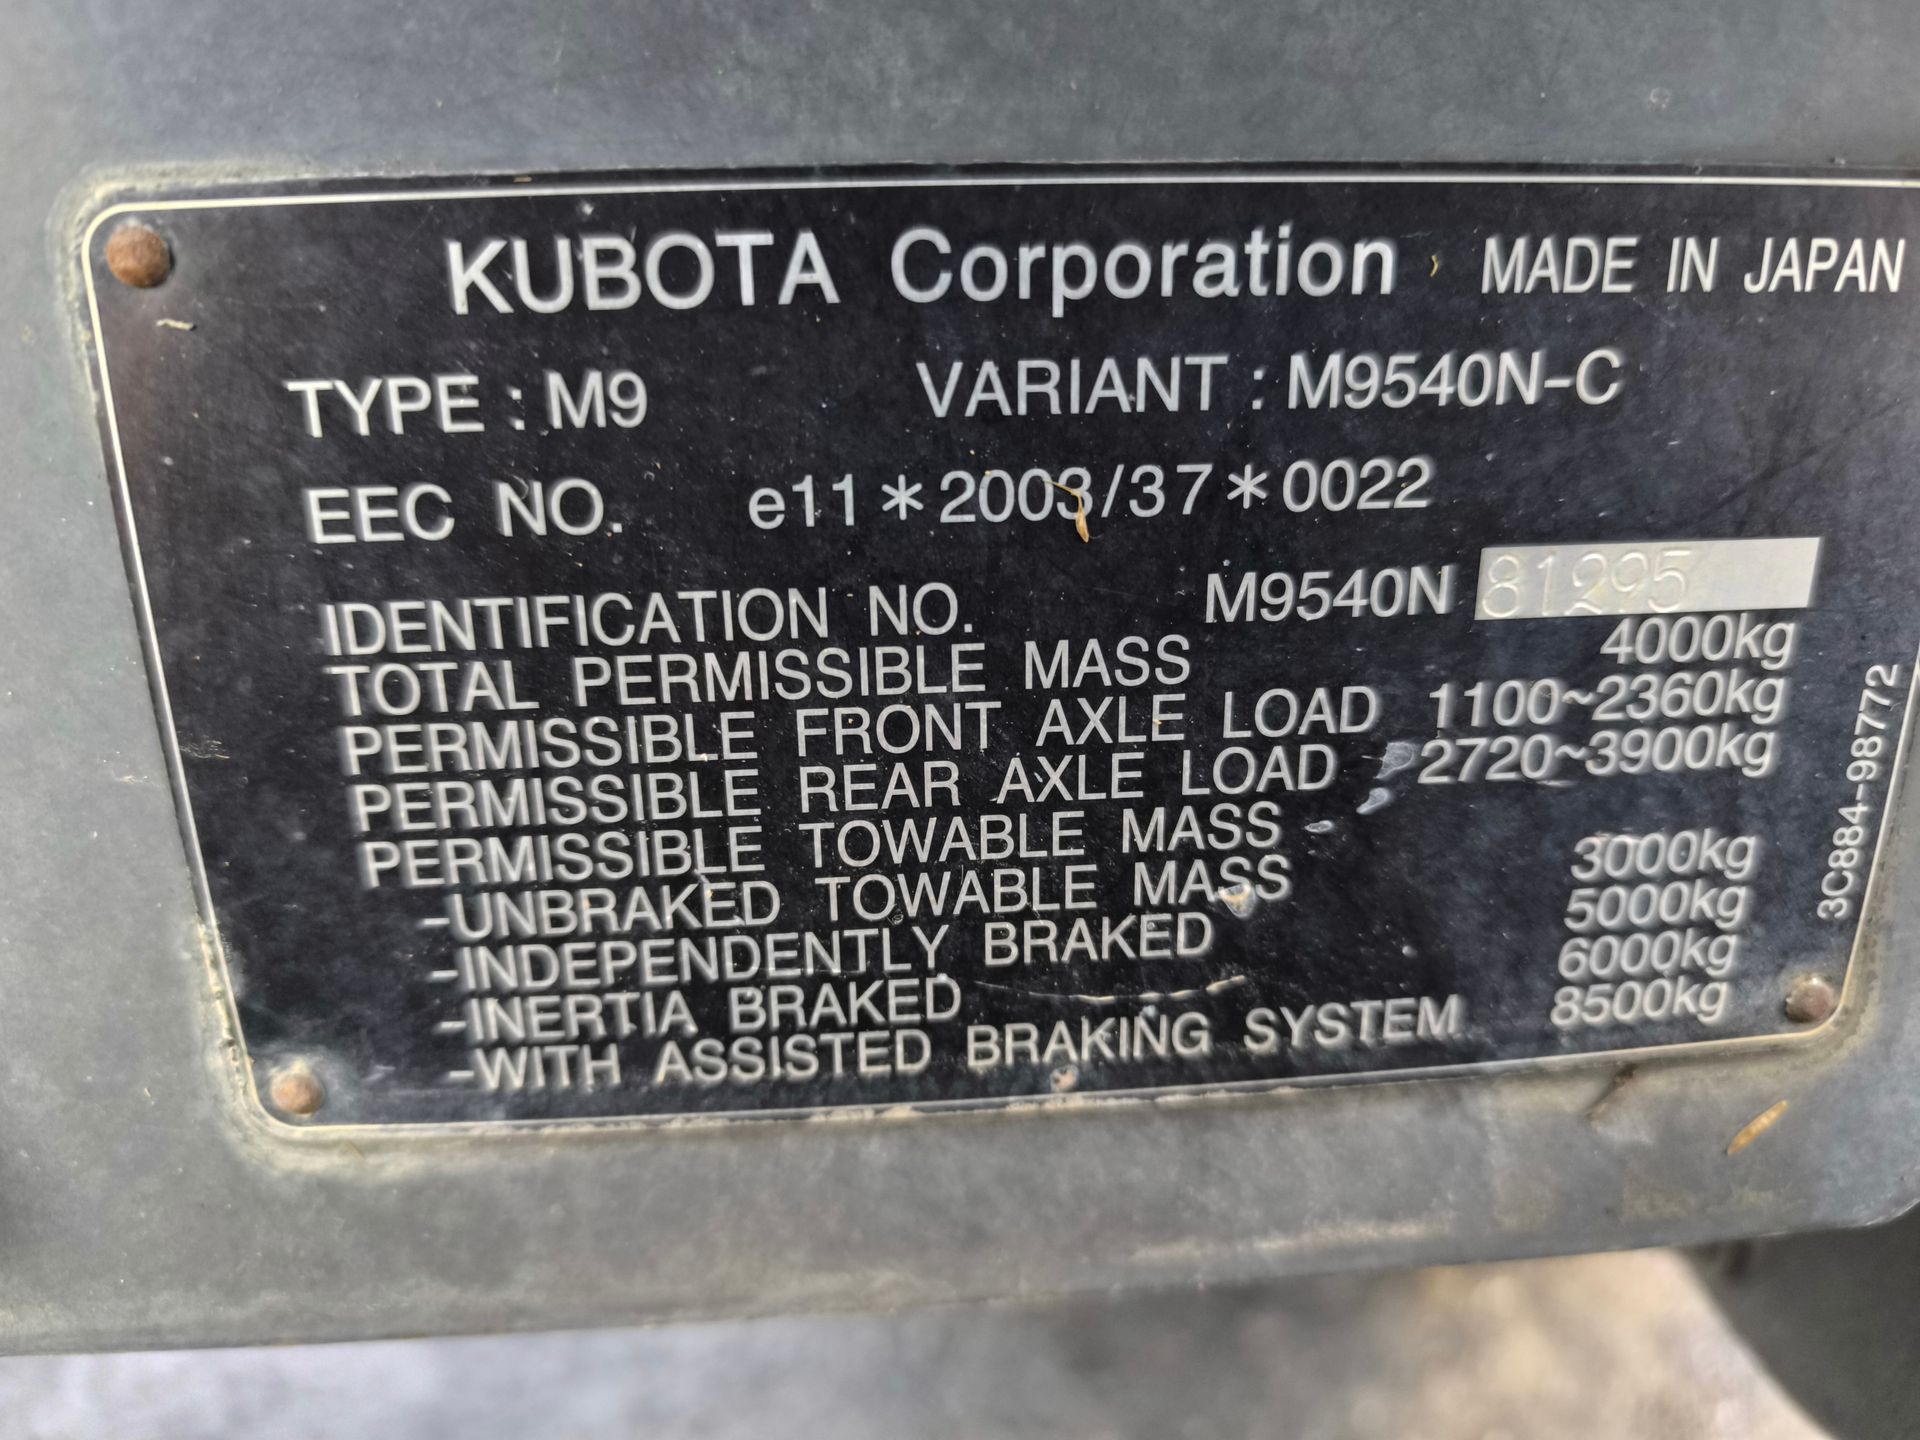 KUBOTA Corporation MADE IN JAPAN
TYPE : M9 VARIANT : M9540N-C
EEC NO. e11*2003/37*0022
IDENTIFICATION NO. M9540N 81295
TOTAL PERMISSIBLE MASS 4000kg
PERMISSIBLE FRONT AXLE LOAD 1100~2360kg
PERMISSIBLE REAR AXLE LOAD 2720~3900kg
PERMISSIBLE TOWABLE MASS
-UNBRAKED TOWABLE MASS 3000kg
-INDEPENDENTLY BRAKED 5000kg
-INERTIA BRAKED 6000kg
-WITH ASSISTED BRAKING SYSTEM 8500kg
3C884-98772